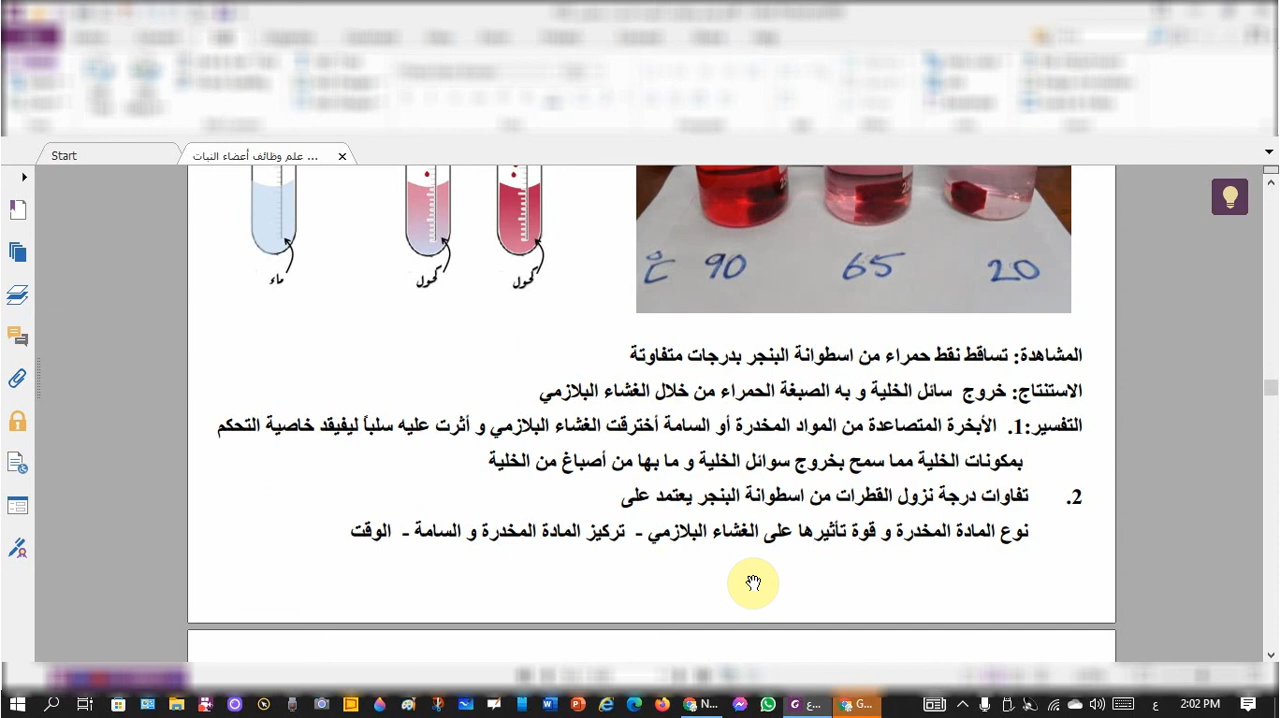 Start
علم وظائف أعضاء النبات ...
ماء
كحول
كحول
20
65
90 م°
المشاهدة: تساقط نقط حمراء من اسطوانة البنجر بدرجات متفاوتة
الاستنتاج: خروج سائل الخلية و به الصبغة الحمراء من خلال الغشاء البلازمي
التفسير:1. الأبخرة المتصاعدة من المواد المخدرة أو السامة أخترقت الغشاء البلازمي و أثرت عليه سلباً ليفيقد خاصية التحكم
بمكونات الخلية مما سمح بخروج سوائل الخلية و ما بها من أصباغ من الخلية
2. تفاوات درجة نزول القطرات من اسطوانة البنجر يعتمد على
نوع المادة المخدرة و قوة تأثيرها على الغشاء البلازمي - تركيز المادة المخدرة و السامة - الوقت
N...
ع...
G...
ع
2:02 PM